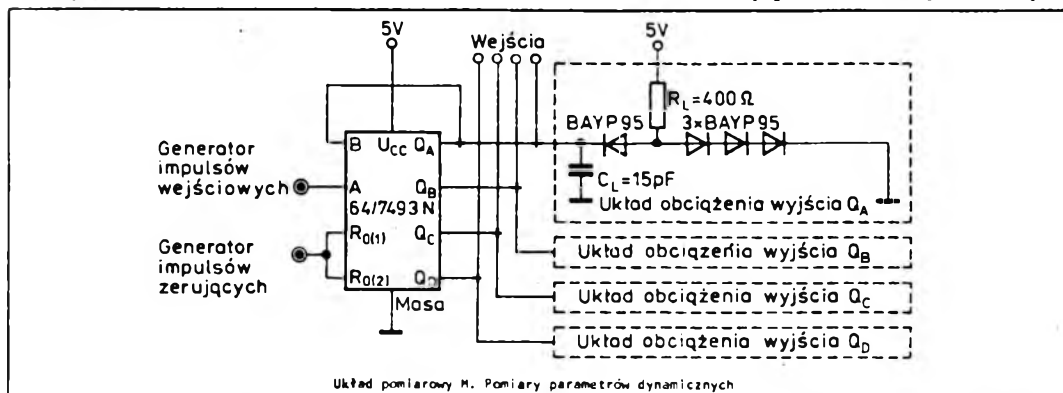 5V
Wejścia
5V
R_L=400Ω
BAYP95
3×BAYP95
B
U_CC
Q_A
Generator
impulsów
wejściowych
A
Q_B
C_L=15pF
Układ obciążenia wyjścia Q_A
64/7493N
Generator
impulsów
zerujących
R_0(1)
Q_C
Układ obciązenia wyjścia Q_B
R_0(2)
Q_D
Układ obciążenia wyjścia Q_C
Masa
Układ obciążenia wyjścia Q_D
Układ pomiarowy M. Pomiary parametrów dynamicznych